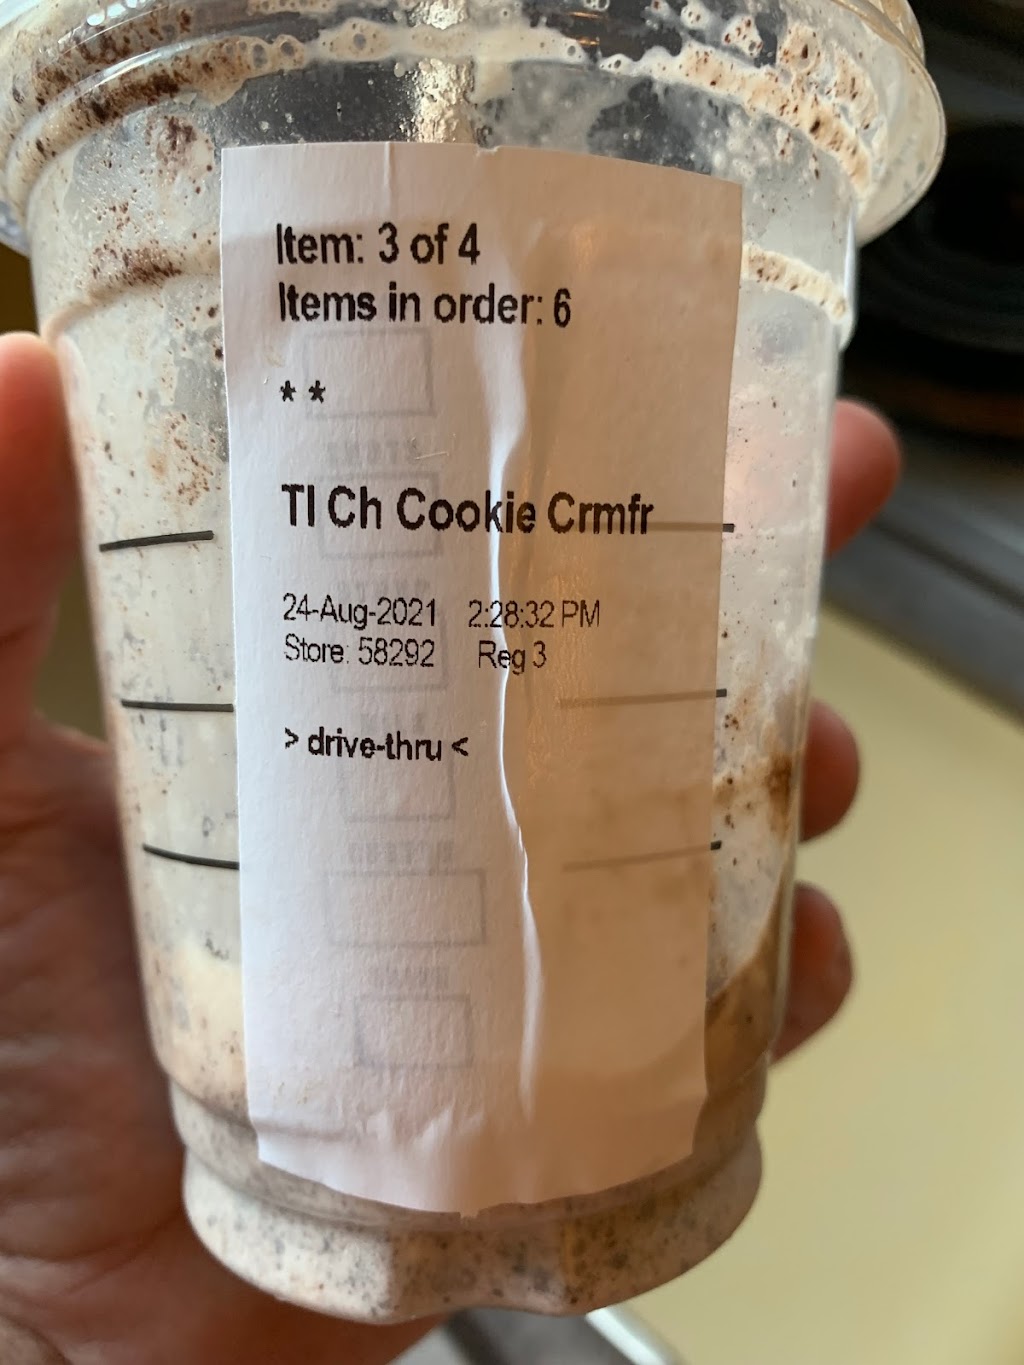 Item: 3 of 4
Items in order: 6
* *
Tl Ch Cookie Crmfr
24-Aug-2021 2:28:32 PM
Store: 58292 Reg 3
> drive-thru <